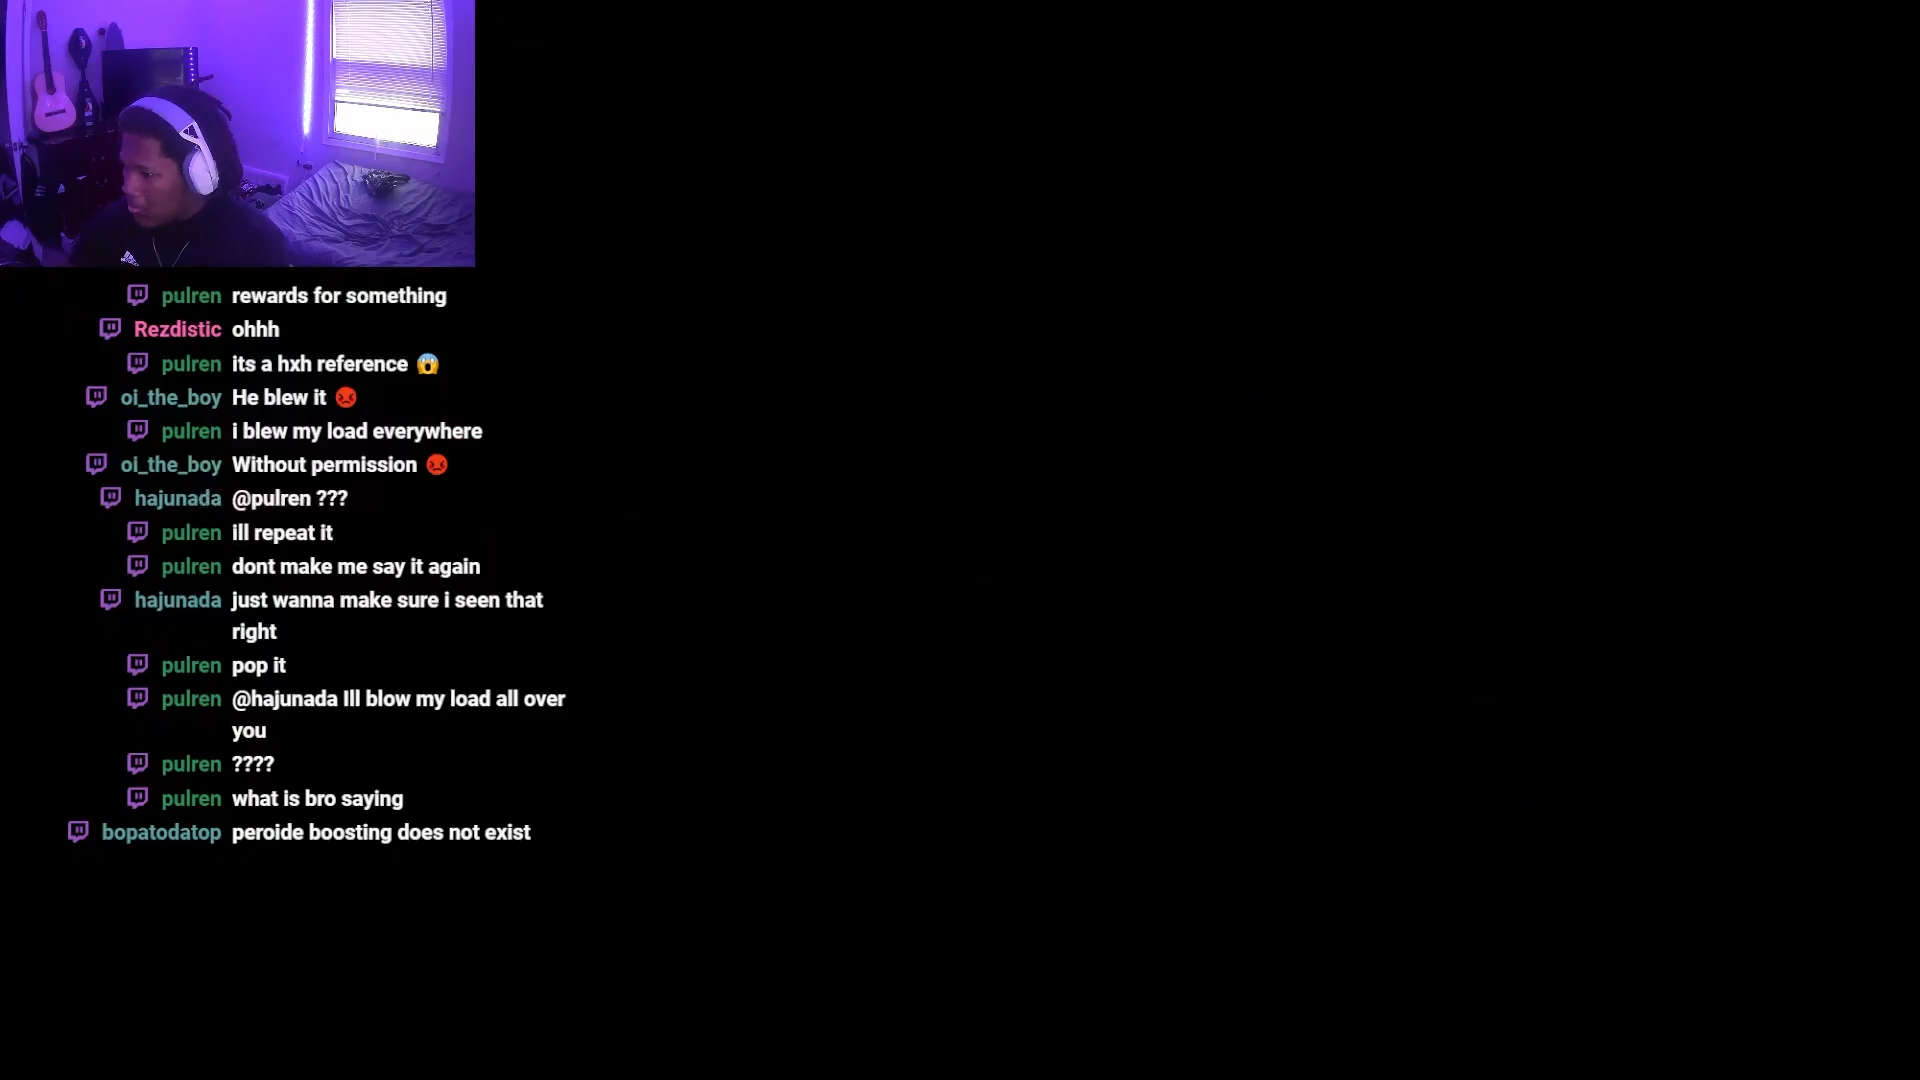 pulren rewards for something
Rezdistic ohhh
pulren its a hxh reference 😱
oi_the_boy He blew it 😡
pulren i blew my load everywhere
oi_the_boy Without permission 😡
hajunada @pulren ???
pulren ill repeat it
pulren dont make me say it again
hajunada just wanna make sure i seen that
right
pulren pop it
pulren @hajunada Ill blow my load all over
you
pulren ????
pulren what is bro saying
bopatodatop peroide boosting does not exist